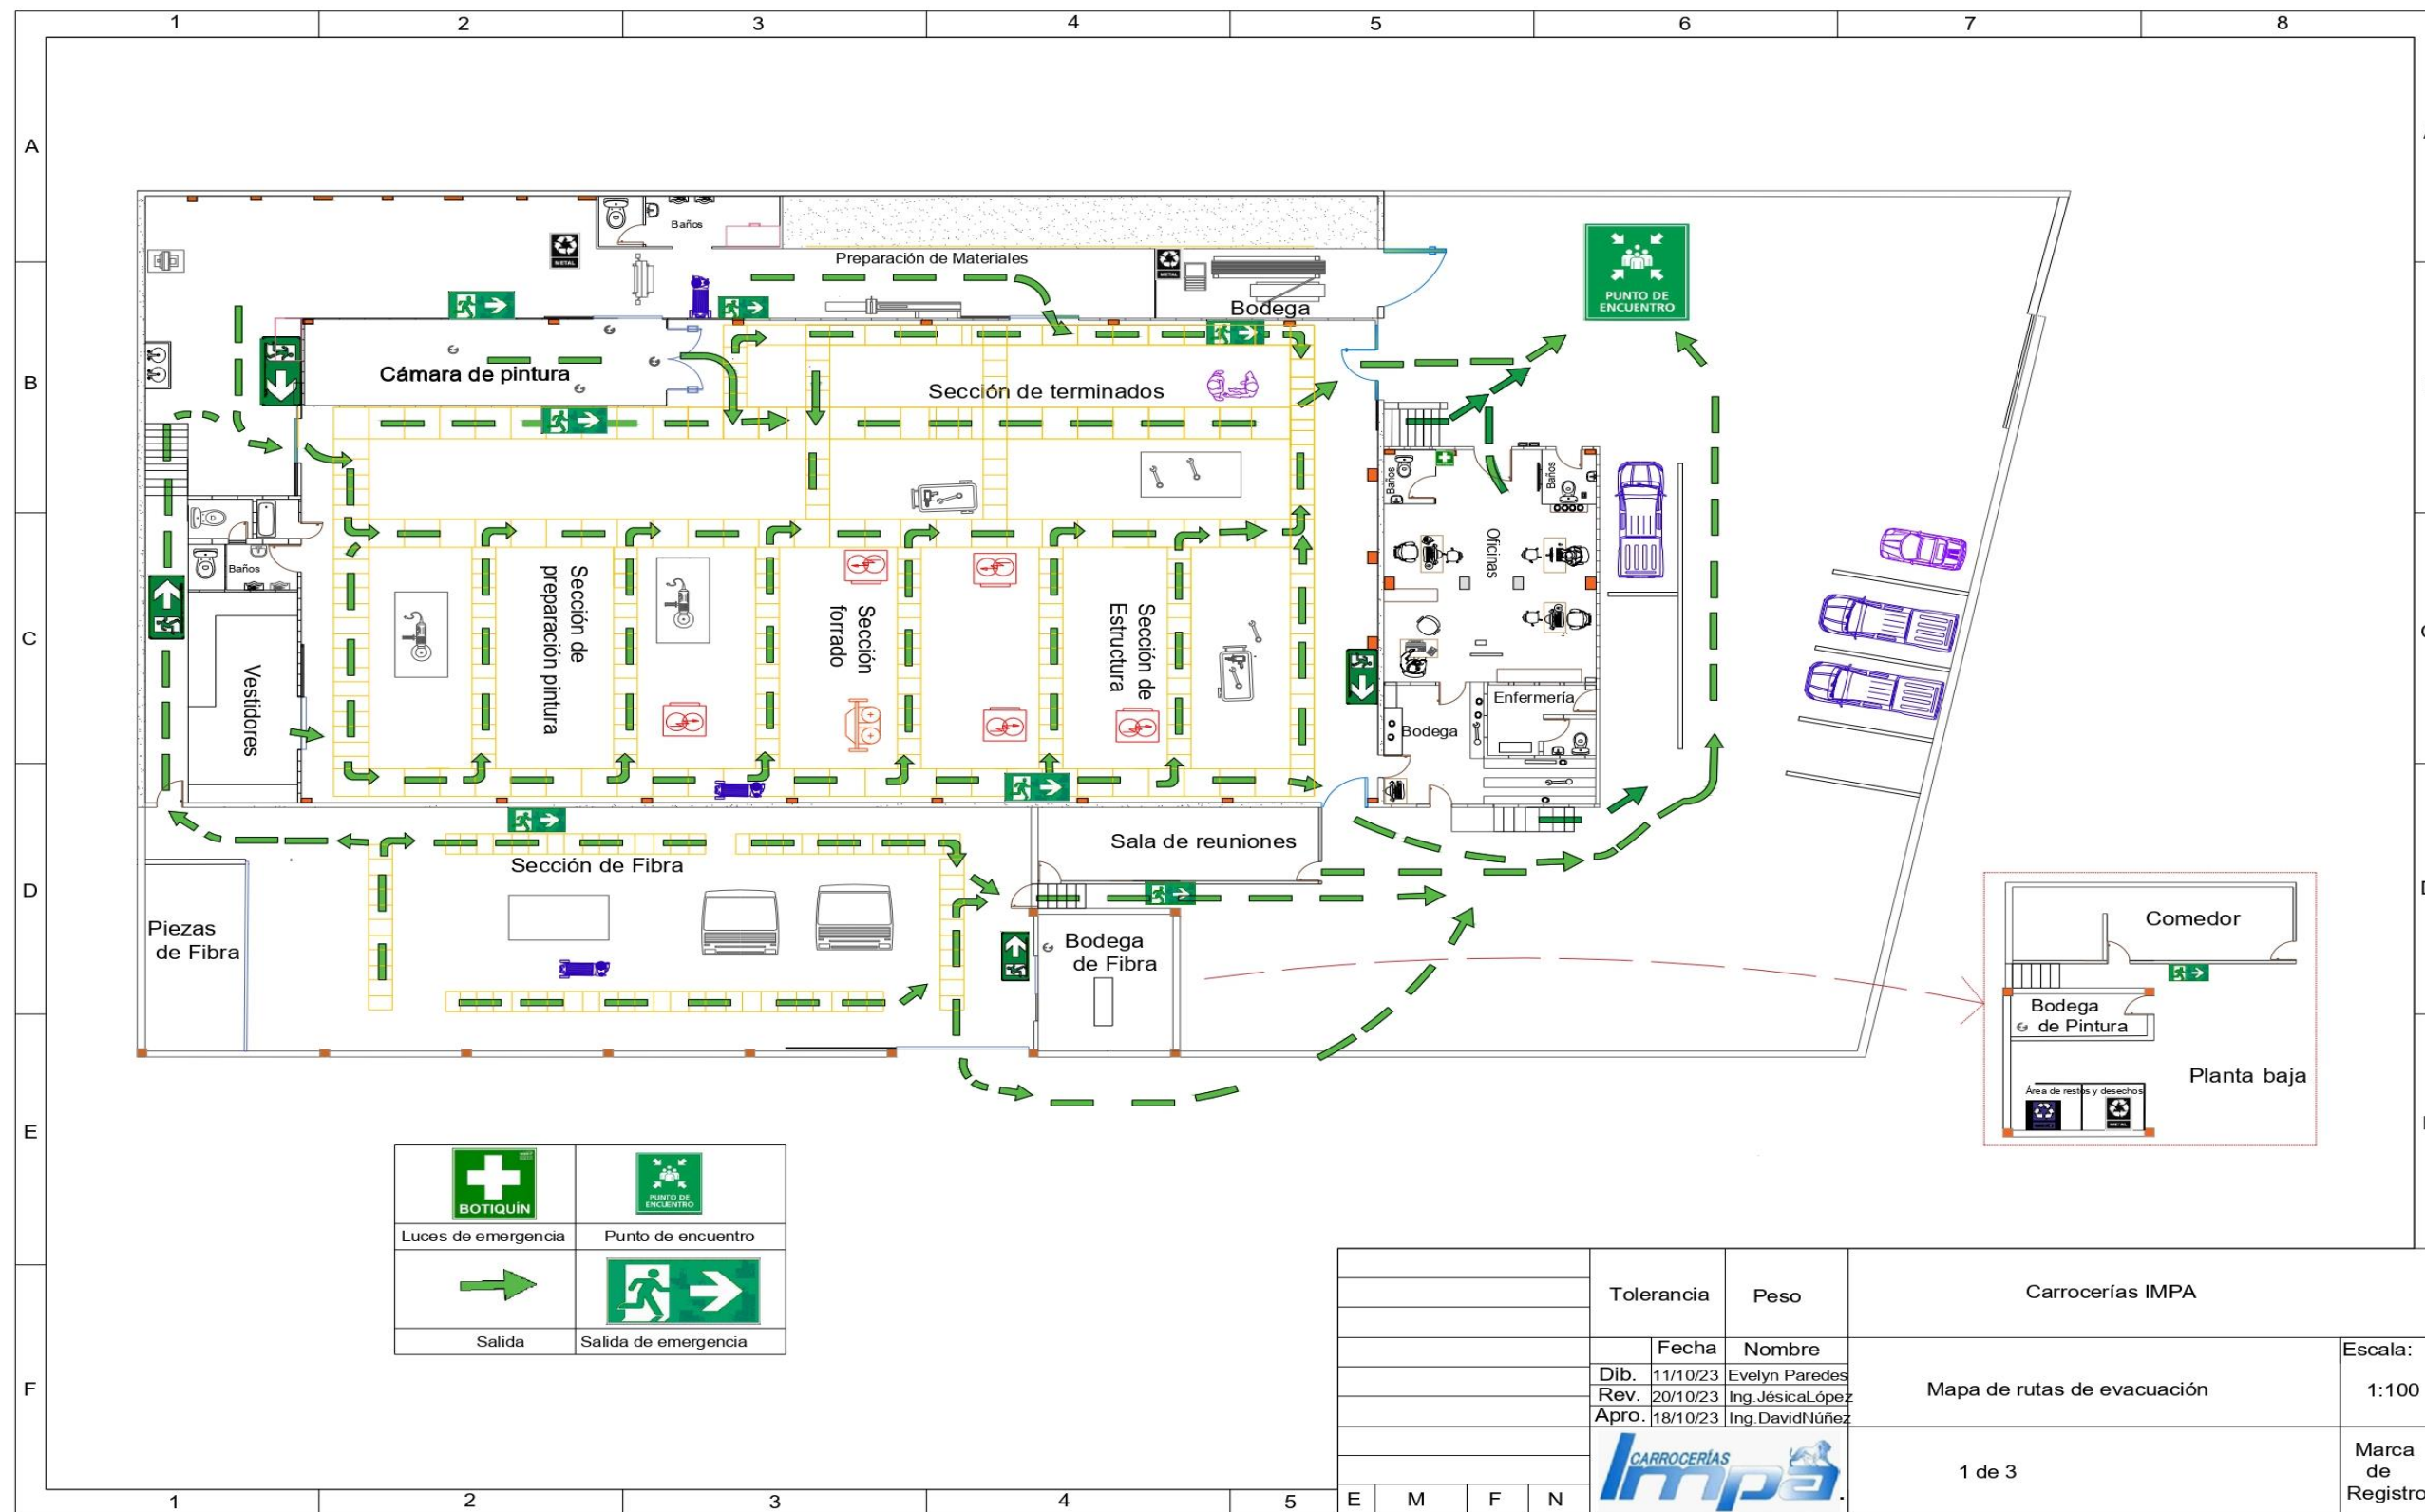 1 2 3 4 5 6 7 8
A
B
C
D
E
F
Baños
METAL
Preparación de Materiales
METAL
Bodega
PUNTO DE
ENCUENTRO
Cámara de pintura
Sección de terminados
Baños
Baños
Oficinas
Baños
Vestidores
Sección de
preparación pintura
Sección
forrado
Sección de
Estructura
Enfermería
Bodega
Sala de reuniones
Sección de Fibra
Piezas
de Fibra
Bodega
de Fibra
Comedor
Bodega
de Pintura
Planta baja
Área de restos y desechos
METAL
BOTIQUÍN
PUNTO DE
ENCUENTRO
Luces de emergencia
Punto de encuentro
Salida
Salida de emergencia
Tolerancia
Peso
Carrocerías IMPA
Fecha
Nombre
Dib. 11/10/23 Evelyn Paredes
Rev. 20/10/23 Ing.JésicaLópez
Apro. 18/10/23 Ing.DavidNúñez
Mapa de rutas de evacuación
Escala:
1:100
CARROCERÍAS
Impa
1 de 3
Marca
de
Registro
E M F N
1 2 3 4 5